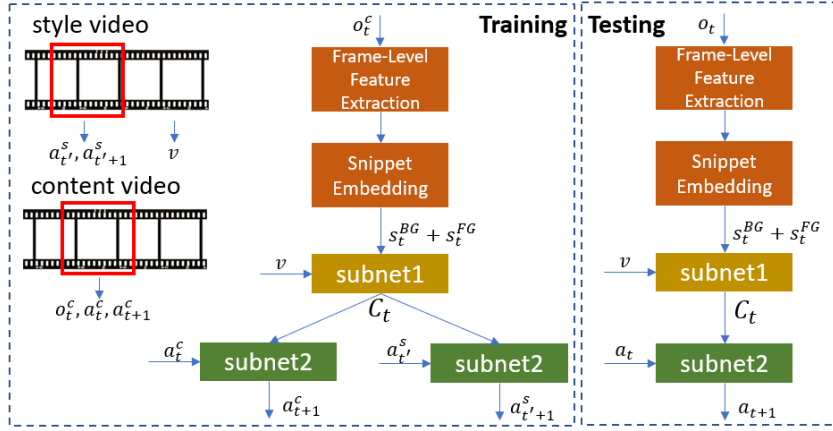 style video
a^s_{t'}, a^s_{t'+1}
v
content video
o^c_t, a^c_t, a^c_{t+1}
Training
o^c_t
Frame-Level
Feature
Extraction
Snippet
Embedding
s^{BG}_t + s^{FG}_t
v
subnet1
C_t
a^c_t
subnet2
a^c_{t+1}
a^s_{t'}
subnet2
a^s_{t'+1}
Testing
o_t
Frame-Level
Feature
Extraction
Snippet
Embedding
s^{BG}_t + s^{FG}_t
v
subnet1
C_t
a_t
subnet2
a_{t+1}